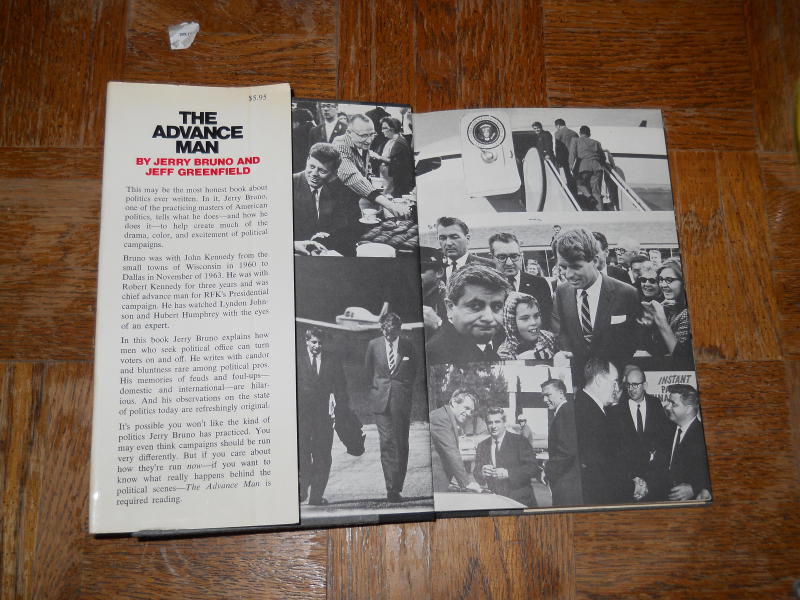 $5.95
THE
ADVANCE
MAN
BY JERRY BRUNO AND
JEFF GREENFIELD
This may be the most honest book about
politics ever written. In it, Jerry Bruno,
one of the practicing masters of American
politics, tells what he does—and how he
does it—to help create much of the
drama, color, and excitement of political
campaigns.
Bruno was with John Kennedy from the
small towns of Wisconsin in 1960 to
Dallas in November of 1963. He was with
Robert Kennedy for three years and was
chief advance man for RFK's Presidential
campaign. He has watched Lyndon John-
son and Hubert Humphrey with the eyes
of an expert.
In this book Jerry Bruno explains how
men who seek political office can turn
voters on and off. He writes with candor
and bluntness rare among political pros.
His memories of feuds and foul-ups—
domestic and international—are hilar-
ious. And his observations on the state
of politics today are refreshingly original.
It's possible you won't like the kind of
politics Jerry Bruno has practiced. You
may even think campaigns should be run
very differently. But if you care about
how they're run now—if you want to
know what really happens behind the
political scenes—The Advance Man is
required reading.
INSTANT